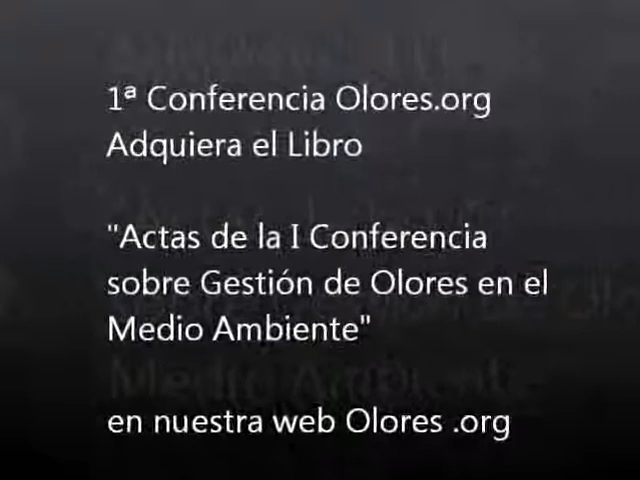 1ª Conferencia Olores.org
Adquiera el Libro
"Actas de la I Conferencia
sobre Gestión de Olores en el
Medio Ambiente"
en nuestra web Olores .org